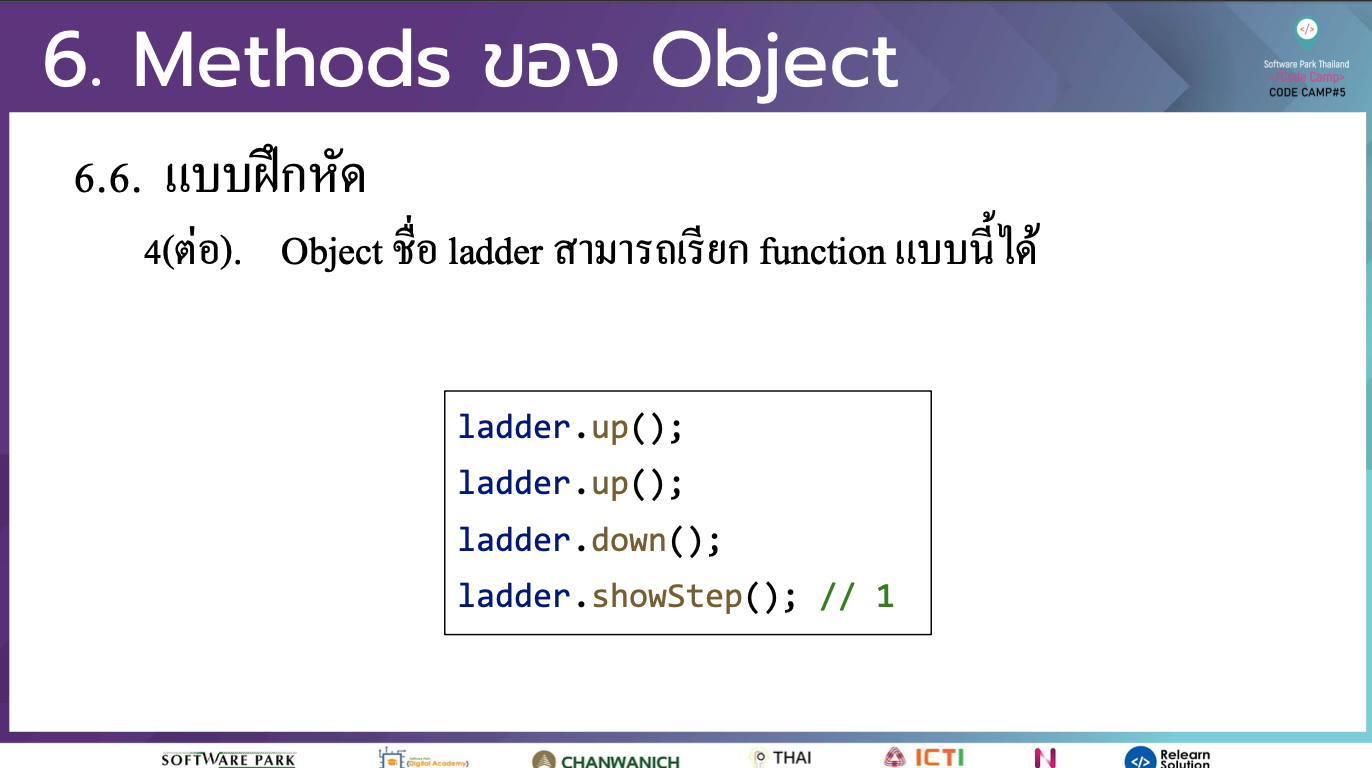 6. Methods ของ Object
</>
Software Park Thailand
</Code Camp>
CODE CAMP#5
6.6. แบบฝึกหัด
4(ต่อ). Object ชื่อ ladder สามารถเรียก function แบบนี้ได้
ladder.up();
ladder.up();
ladder.down();
ladder.showStep(); // 1
SOFTWARE PARK
Software Park
Digital Academy
CHANWANICH
THAI
ICTI
N
</>
Relearn
Solution